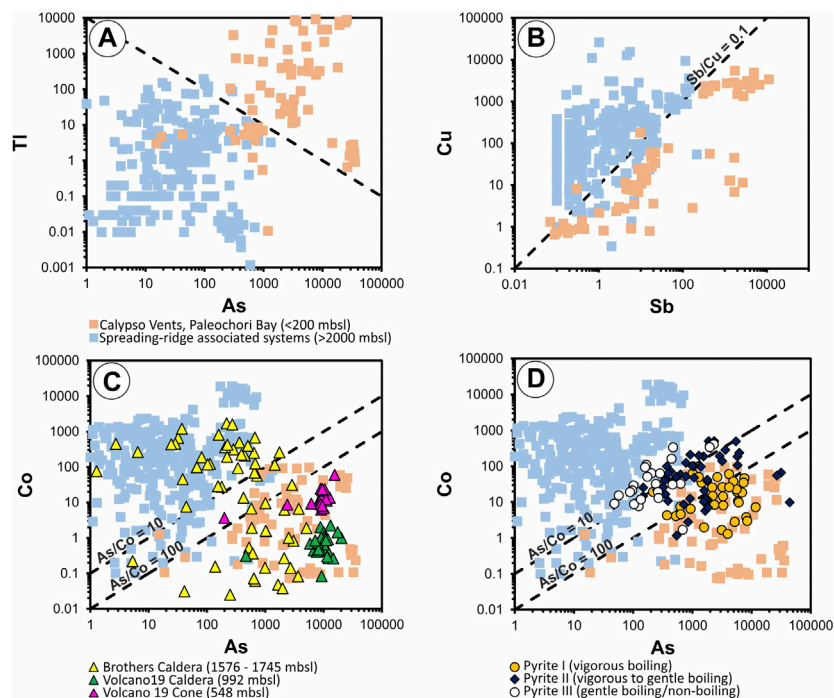 A
10000
1000
100
10
1
0.1
0.01
0.001
Tl
1 10 100 1000 10000 100000
As
B
100000
10000
1000
100
10
1
0.1
Cu
Sb/Cu = 0.1
0.01 1 100 10000
Sb
Calypso Vents, Paleochori Bay (<200 mbsl)
Spreading-ridge associated systems (>2000 mbsl)
C
100000
10000
1000
100
10
1
0.1
0.01
Co
As/Co = 10
As/Co = 100
1 10 100 1000 10000 100000
As
Brothers Caldera (1576 - 1745 mbsl)
Volcano19 Caldera (992 mbsl)
Volcano 19 Cone (548 mbsl)
D
100000
10000
1000
100
10
1
0.1
0.01
Co
As/Co = 10
As/Co = 100
1 10 100 1000 10000 100000
As
Pyrite I (vigorous boiling)
Pyrite II (vigorous to gentle boiling)
Pyrite III (gentle boiling/non-boiling)